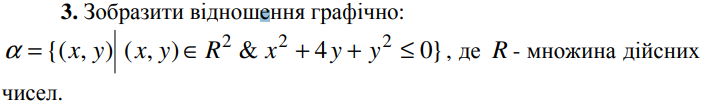 3. Зобразити відношення графічно:
α = {(x, y)| (x, y) ∈ R² & x² + 4y + y² ≤ 0} , де R - множина дійсних
чисел.